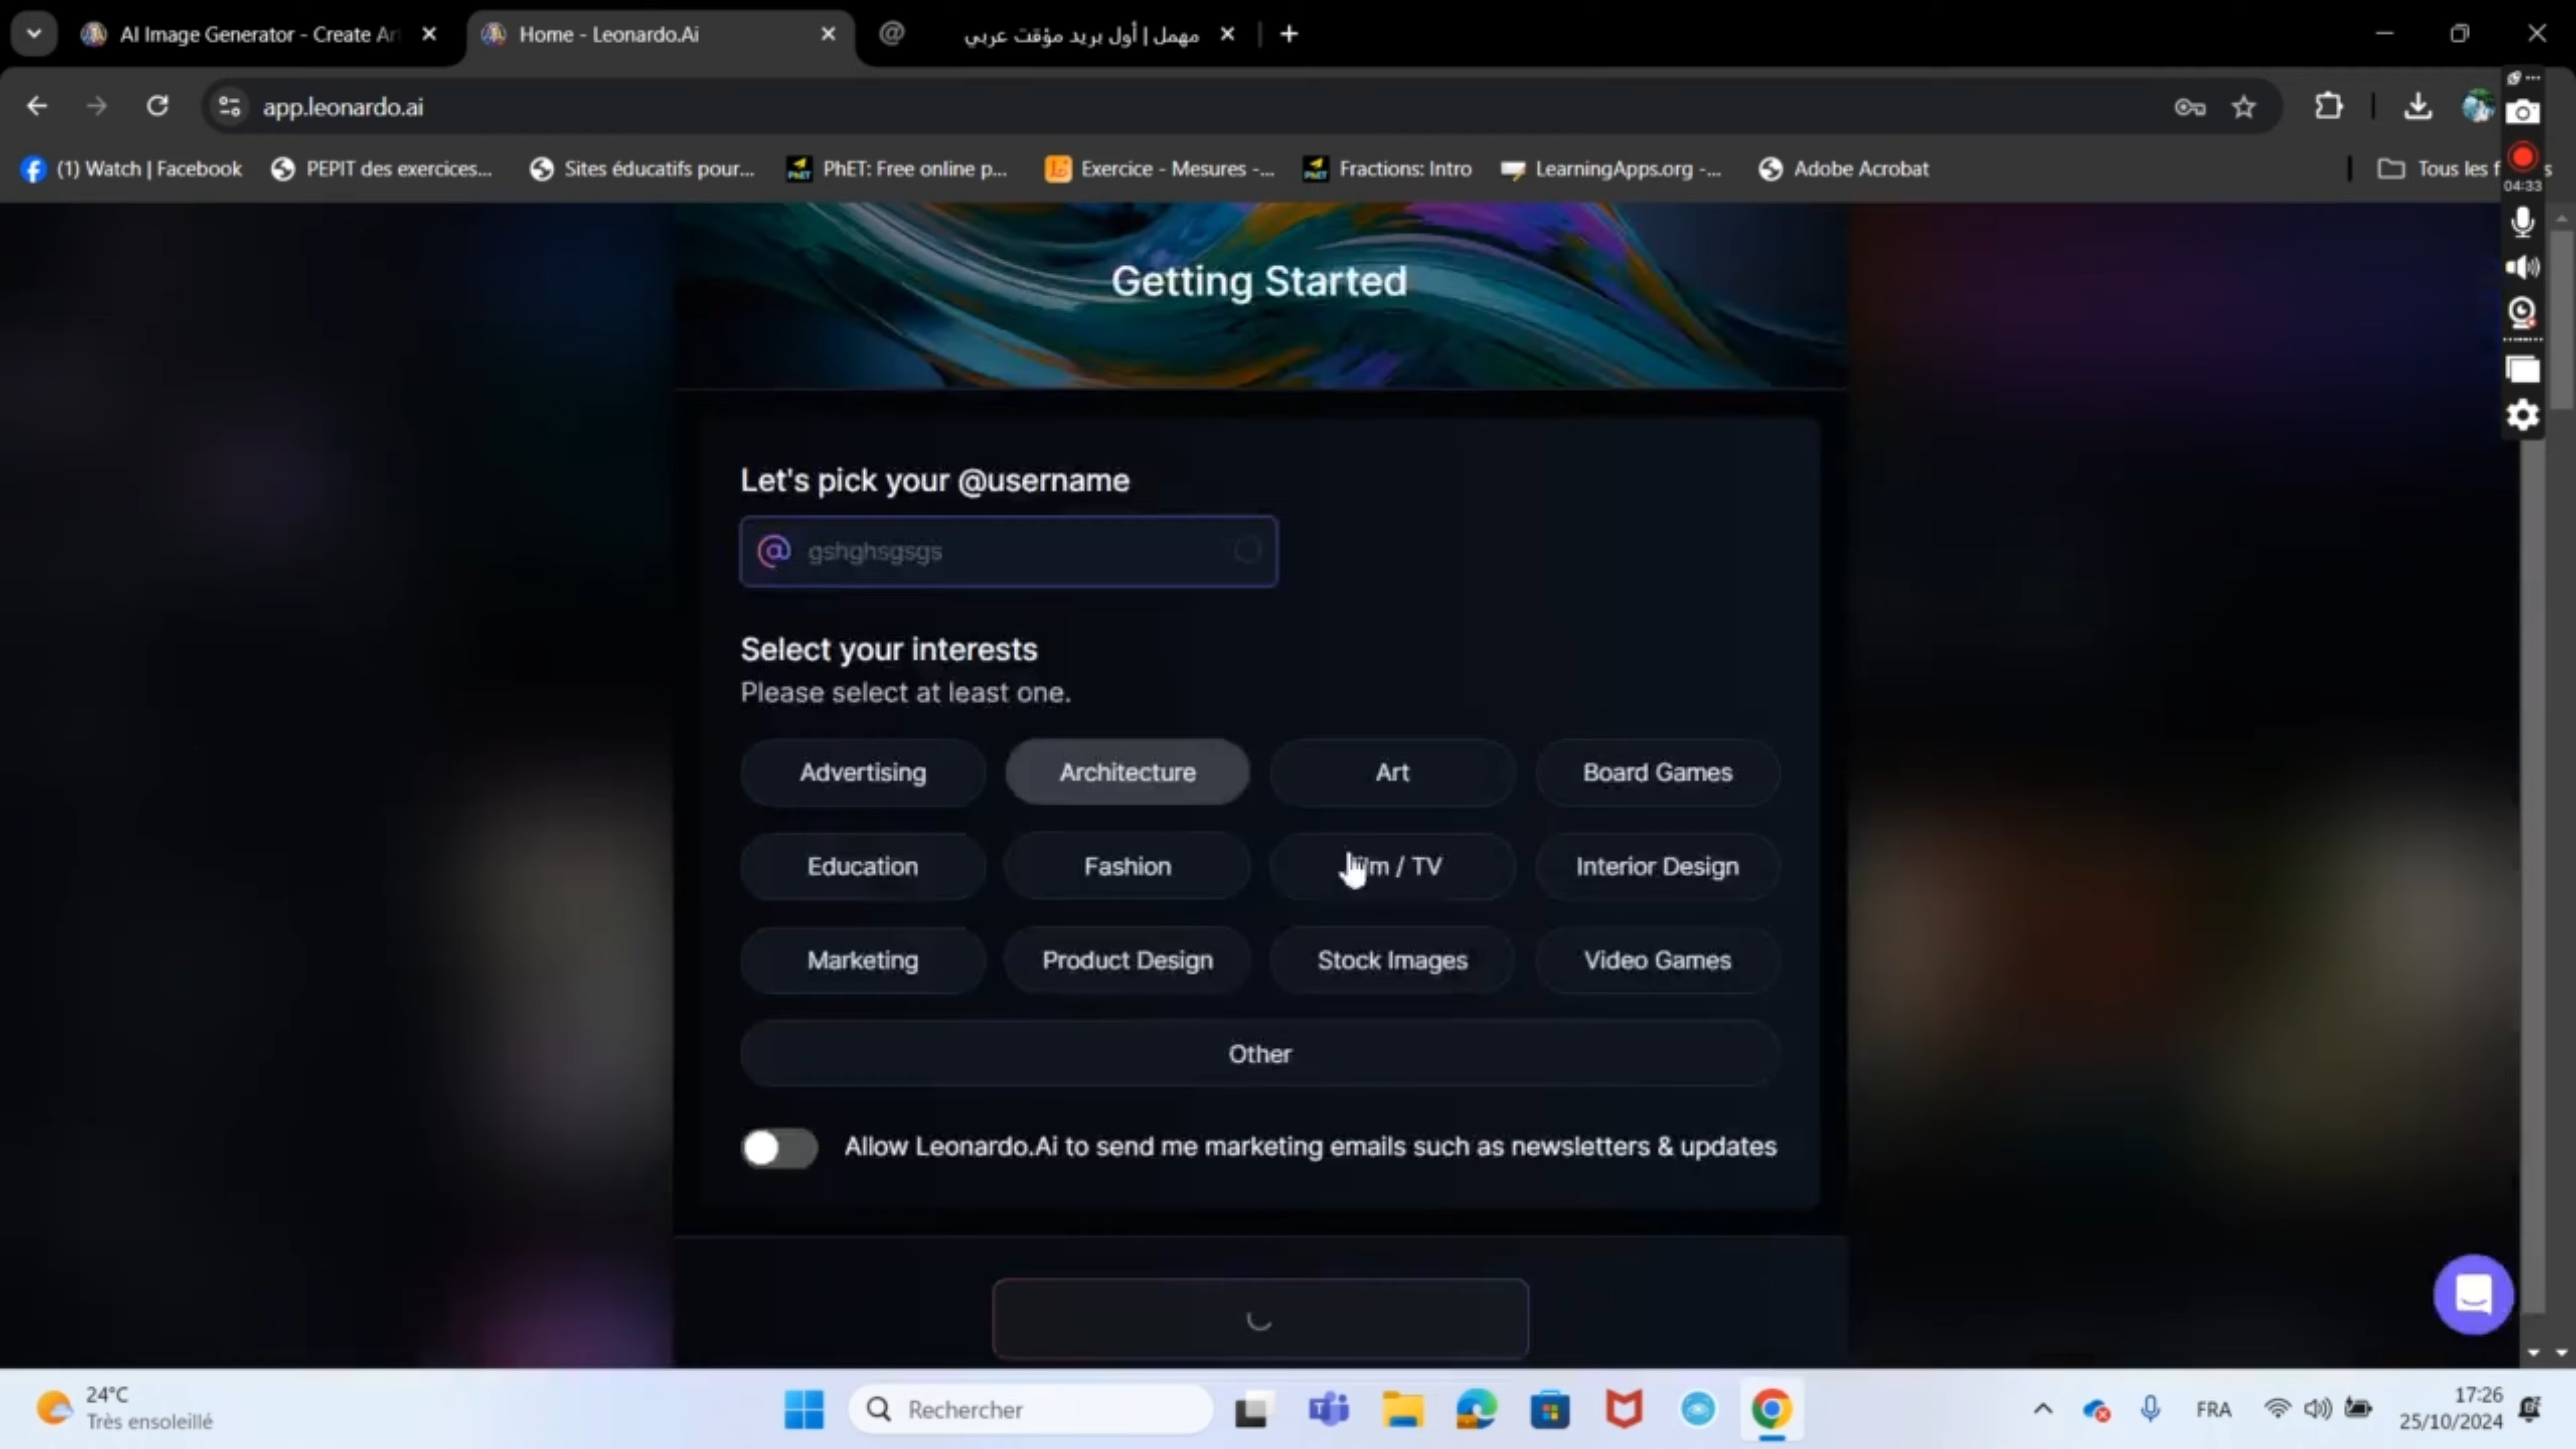 AI Image Generator - Create Ar
Home - Leonardo.Ai
مهمل | أول بريد مؤقت عربي
app.leonardo.ai
(1) Watch | Facebook
PEPIT des exercices...
Sites éducatifs pour...
PhET: Free online p...
Exercice - Mesures -...
Fractions: Intro
LearningApps.org -...
Adobe Acrobat
Tous les f
s
04:33
Getting Started
Let's pick your @username
@ gshghsgsgs
Select your interests
Please select at least one.
Advertising
Architecture
Art
Board Games
Education
Fashion
/ TV
Interior Design
Marketing
Product Design
Stock Images
Video Games
Other
Allow Leonardo.Ai to send me marketing emails such as newsletters & updates
24°C
Très ensoleillé
Rechercher
FRA
17:26
25/10/2024